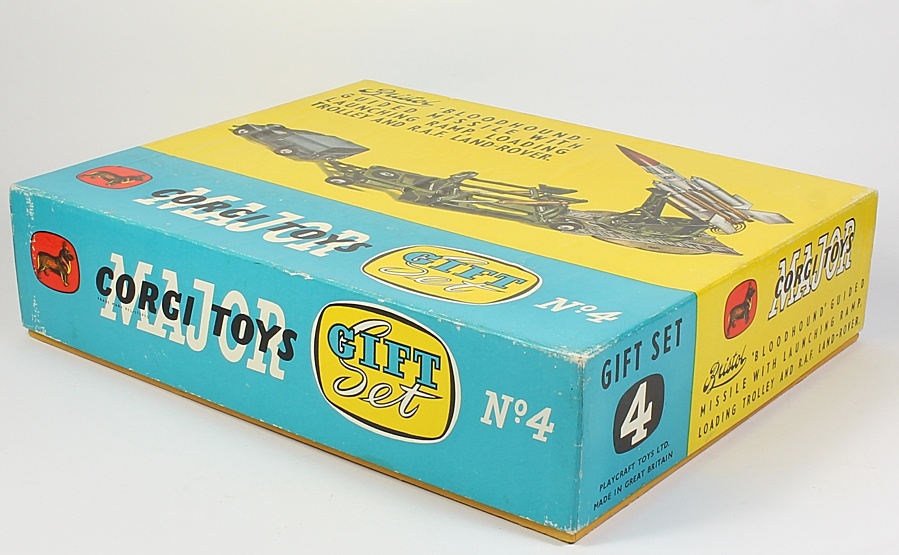 Bristol 'BLOODHOUND'
GUIDED MISSILE WITH
LAUNCHING RAMP, LOADING
TROLLEY AND R.A.F. LAND-ROVER.
CORGI TOYS
MAJOR
GIFT
Set
Nº4
CORGI TOYS
MAJOR
GIFT
Set
Nº4
GIFT SET
4
PLAYCRAFT TOYS LTD.
MADE IN GREAT BRITAIN
CORGI TOYS
MAJOR
Bristol 'BLOODHOUND' GUIDED
MISSILE WITH LAUNCHING RAMP,
LOADING TROLLEY AND R.A.F. LAND-ROVER.